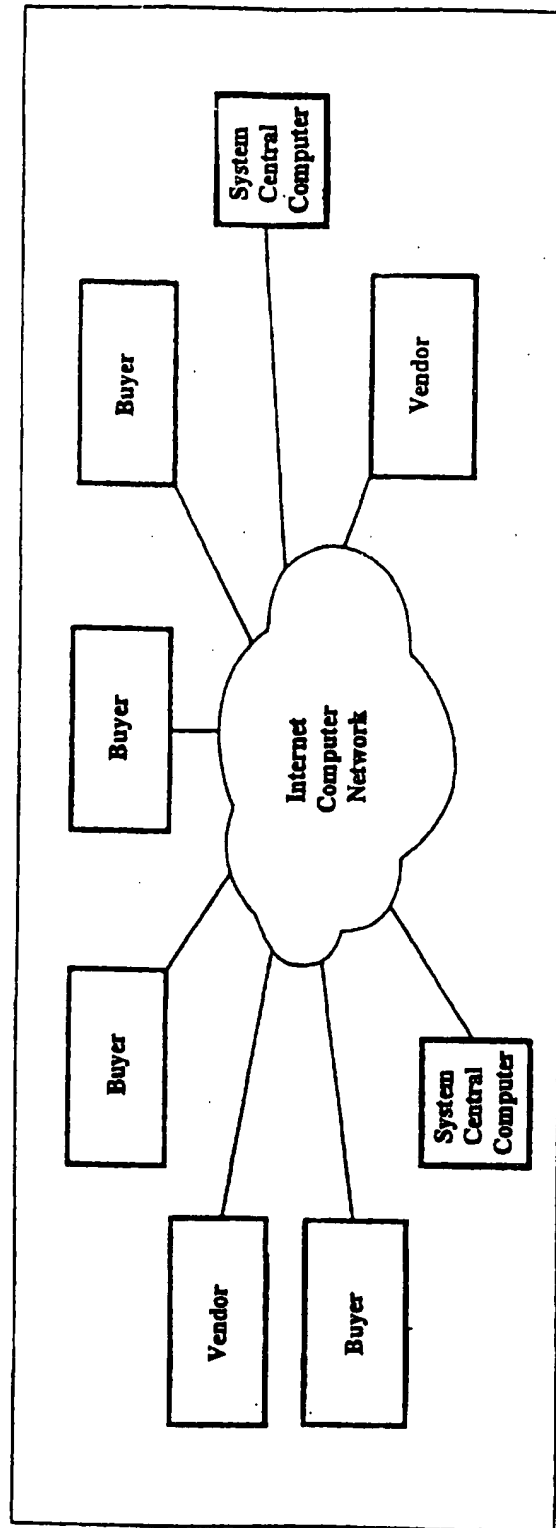 Buyer
Buyer
Buyer
Vendor
System
Central
Computer
Internet
Computer
Network
Buyer
Vendor
System
Central
Computer